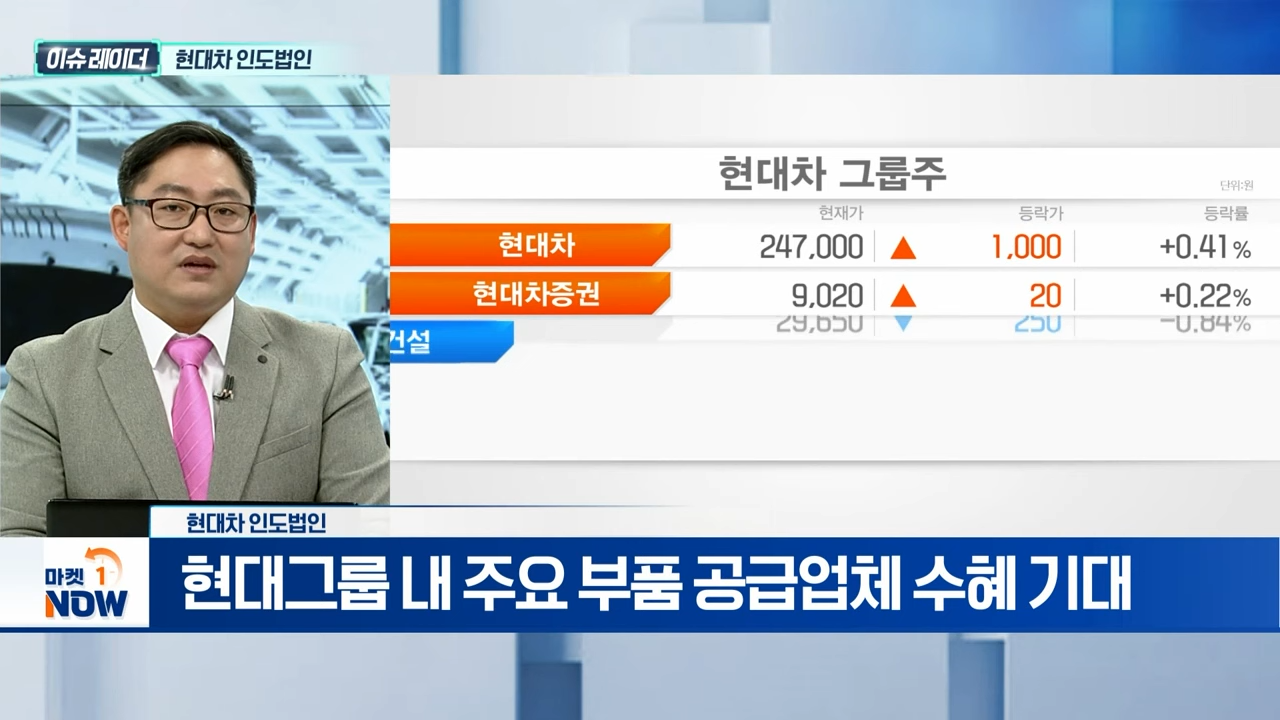 이슈 레이더 현대차 인도법인
현대차 그룹주
단위:원
현재가 등락가 등락률
현대차 247,000 ▲ 1,000 +0.41%
현대차증권 9,020 ▲ 20 +0.22%
건설 29,650 ▼ 250 -0.84%
현대차 인도법인
마켓 1
NOW
현대그룹 내 주요 부품 공급업체 수혜 기대